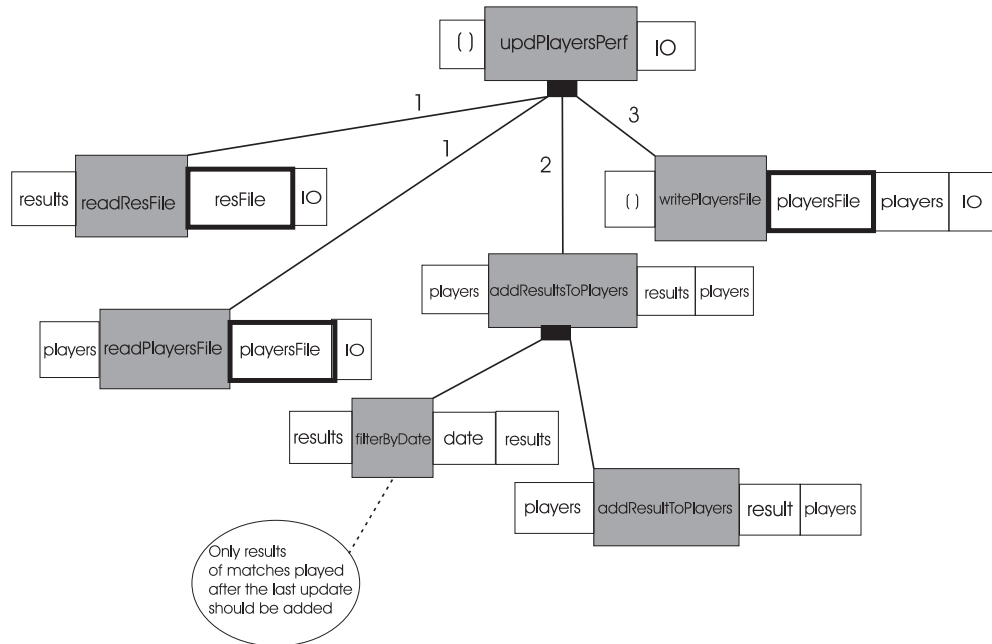 ( ) updPlayersPerf IO
1
1
2
3
results readResFile resFile IO
( ) writePlayersFile playersFile players IO
players addResultsToPlayers results players
players readPlayersFile playersFile IO
results filterByDate date results
players addResultToPlayers result players
Only results
of matches played
after the last update
should be added